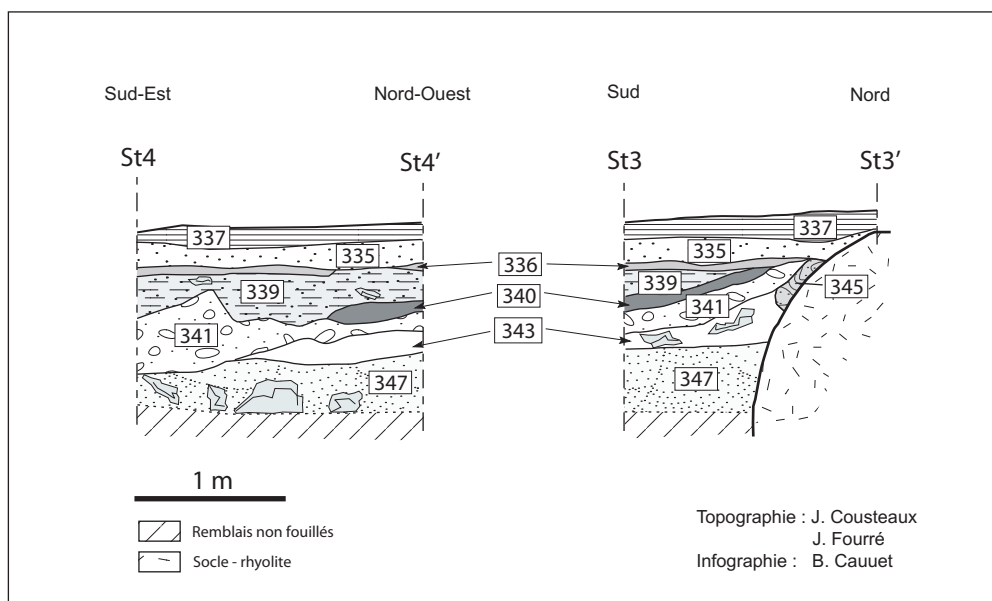 Sud-Est Nord-Ouest Sud Nord
St4 St4’ St3 St3’
337 337
335 335
336
339 339
340 345
341 341
343
347 347
1 m
Remblais non fouillés
Socle - rhyolite
Topographie : J. Cousteaux
J. Fourré
Infographie : B. Cauuet